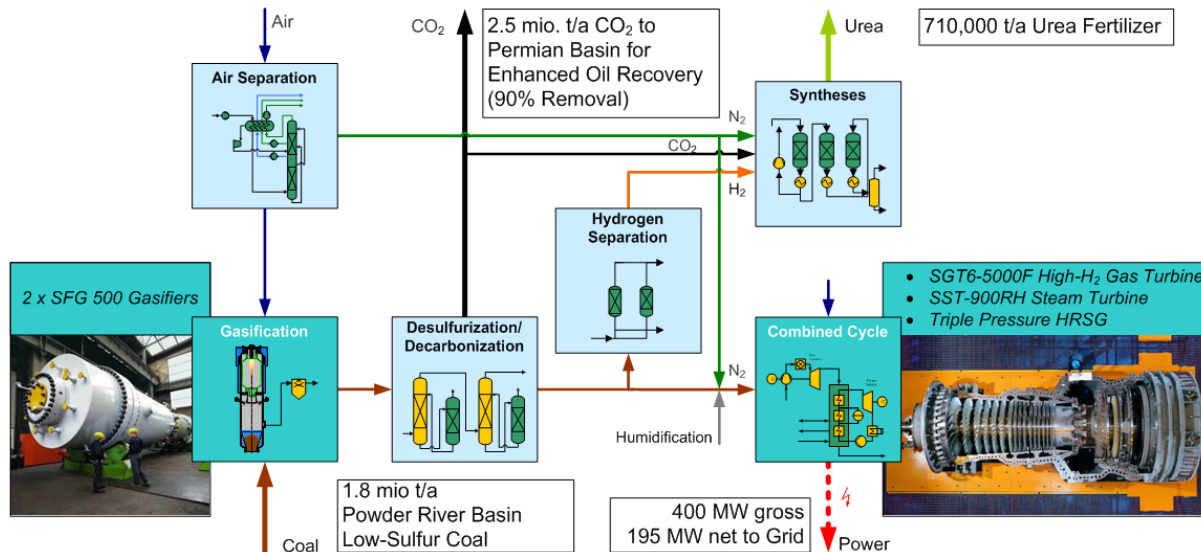 Air
CO₂
2.5 mio. t/a CO₂ to
Permian Basin for
Enhanced Oil Recovery
(90% Removal)
Urea
710,000 t/a Urea Fertilizer
Air Separation
Syntheses
N₂
CO₂
H₂
Hydrogen
Separation
2 x SFG 500 Gasifiers
Gasification
Desulfurization/
Decarbonization
Combined Cycle
• SGT6-5000F High-H₂ Gas Turbine
• SST-900RH Steam Turbine
• Triple Pressure HRSG
N₂
Humidification
Coal
1.8 mio t/a
Powder River Basin
Low-Sulfur Coal
400 MW gross
195 MW net to Grid
Power